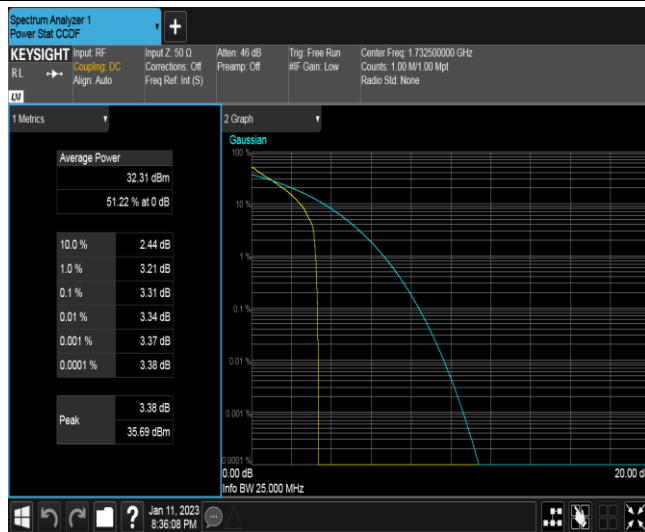 Spectrum Analyzer 1
Power Stat CCDF
+
KEYSIGHT
RL
Input: RF
Coupling: DC
Align: Auto
Input Z: 50 Ω
Corrections: Off
Freq Ref: Int (S)
Atten: 46 dB
Preamp: Off
Trig: Free Run
#IF Gain: Low
Center Freq: 1.732500000 GHz
Counts: 1.00 M/1.00 Mpt
Radio Std: None
LXI
1 Metrics
Average Power
32.31 dBm
51.22 % at 0 dB
10.0 % 2.44 dB
1.0 % 3.21 dB
0.1 % 3.31 dB
0.01 % 3.34 dB
0.001 % 3.37 dB
0.0001 % 3.38 dB
Peak
3.38 dB
35.69 dBm
2 Graph
Gaussian
100 %
10 %
1 %
0.1 %
0.01 %
0.001 %
0.0001 %
0.00 dB
20.00 d
Info BW 25.000 MHz
?
Jan 11, 2023
8:36:08 PM